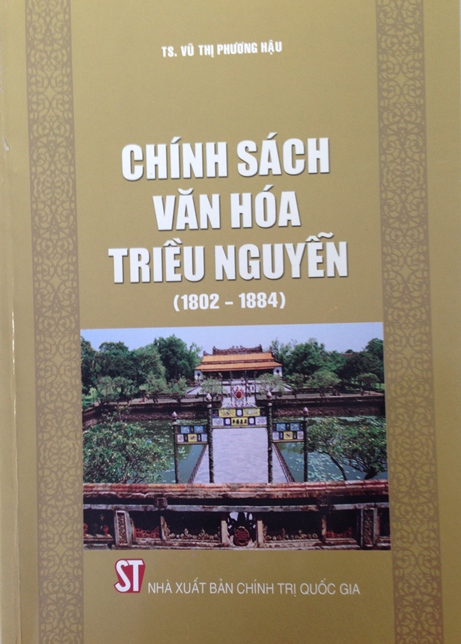 TS. VŨ THỊ PHƯƠNG HẬU
CHÍNH SÁCH
VĂN HÓA
TRIỀU NGUYỄN
(1802 - 1884)
ST NHÀ XUẤT BẢN CHÍNH TRỊ QUỐC GIA